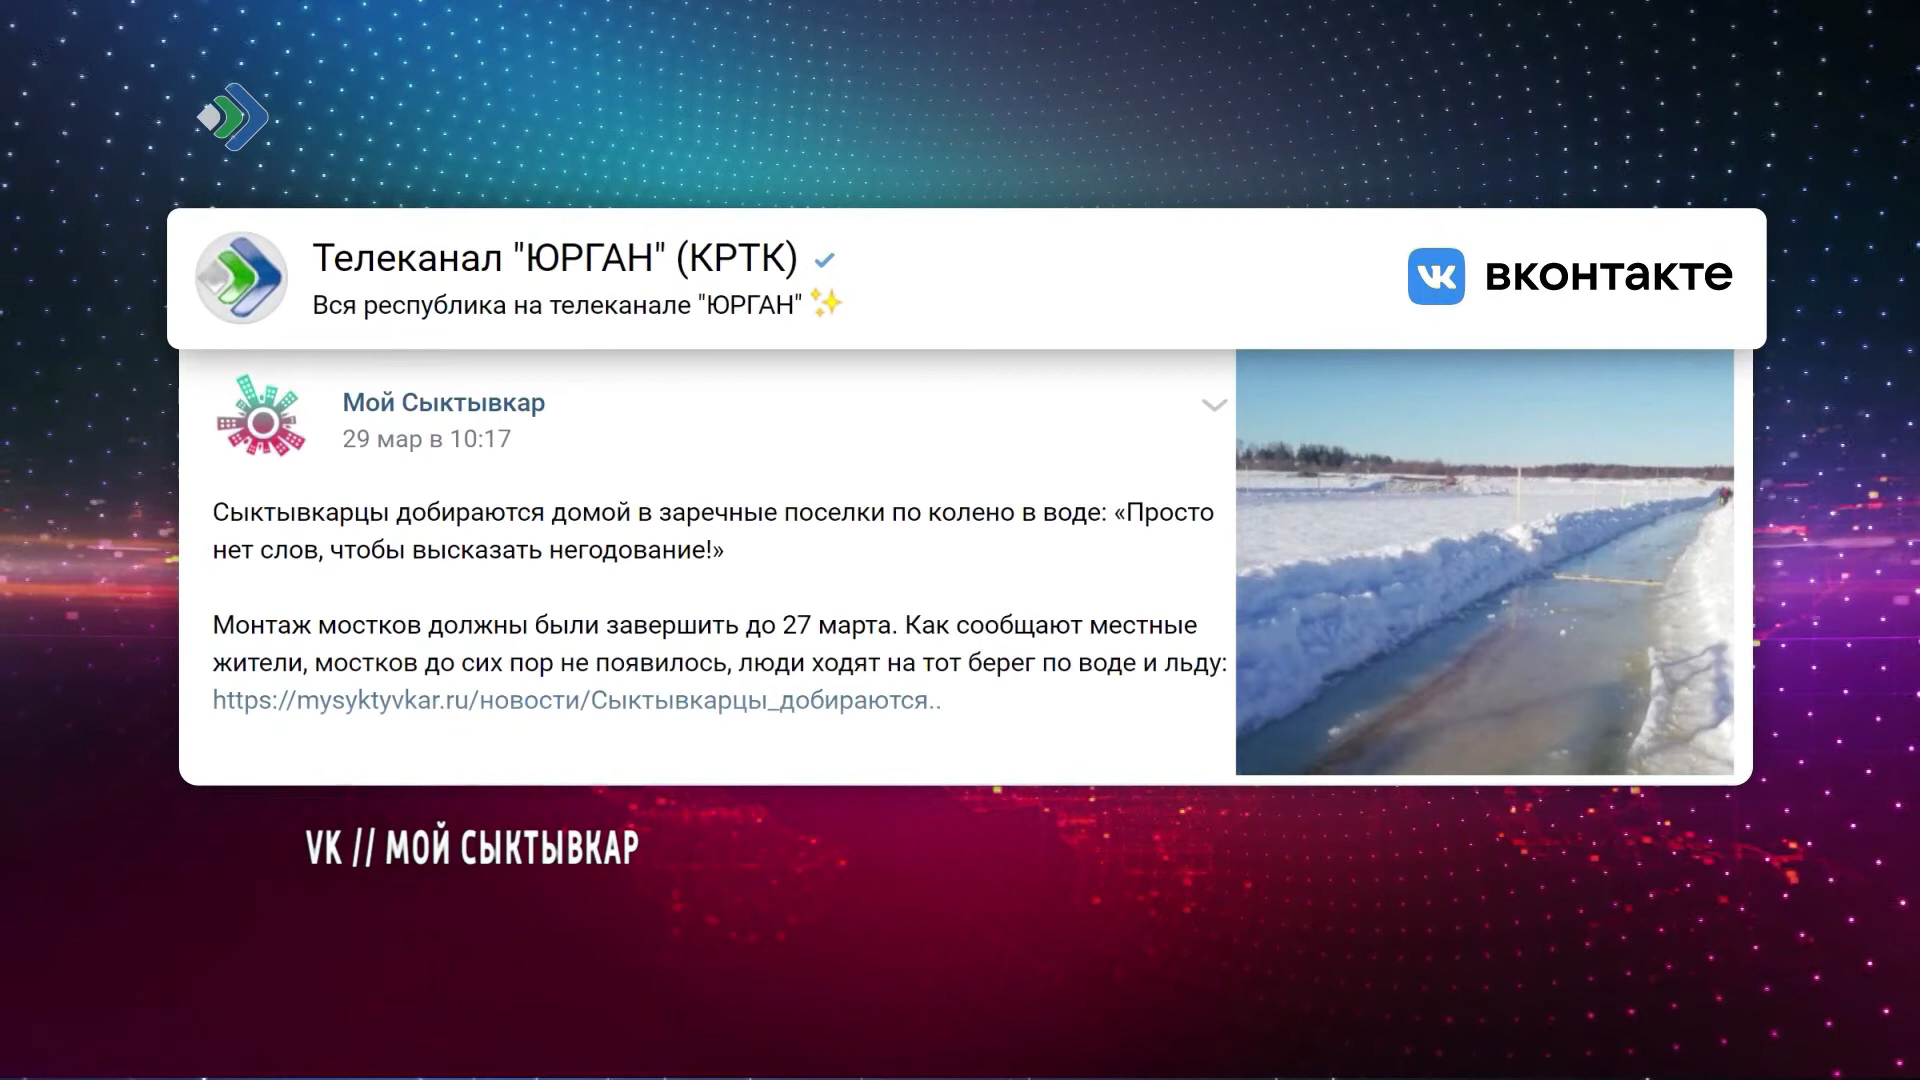 Телеканал "ЮРГАН" (КРТК)
Вся республика на телеканале "ЮРГАН" ✨
вконтакте
Мой Сыктывкар
29 мар в 10:17
Сыктывкарцы добираются домой в заречные поселки по колено в воде: «Просто
нет слов, чтобы высказать негодование!»
Монтаж мостков должны были завершить до 27 марта. Как сообщают местные
жители, мостков до сих пор не появилось, люди ходят на тот берег по воде и льду:
https://mysyktyvkar.ru/новости/Сыктывкарцы_добираются..
VK // МОЙ СЫКТЫВКАР